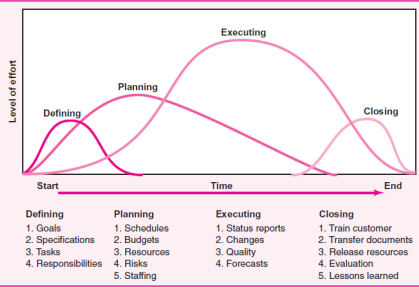 Executing
Planning
Defining
Closing
Level of effort
Start Time End
Defining
1. Goals
2. Specifications
3. Tasks
4. Responsibilities
Planning
1. Schedules
2. Budgets
3. Resources
4. Risks
5. Staffing
Executing
1. Status reports
2. Changes
3. Quality
4. Forecasts
Closing
1. Train customer
2. Transfer documents
3. Release resources
4. Evaluation
5. Lessons learned